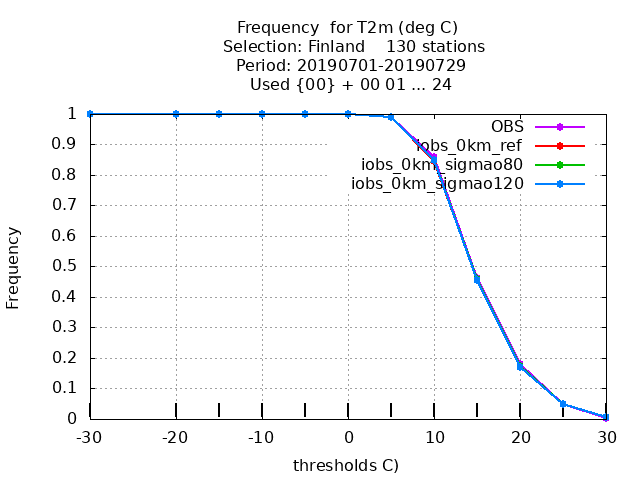 Frequency  for T2m (deg C)
Selection: Finland    130 stations
Period: 20190701-20190729
Used {00} + 00 01 ... 24
OBS
iobs_0km_ref
iobs_0km_sigmao80
iobs_0km_sigmao120
Frequency
1
0.9
0.8
0.7
0.6
0.5
0.4
0.3
0.2
0.1
0
-30
-20
-10
0
10
20
30
thresholds C)